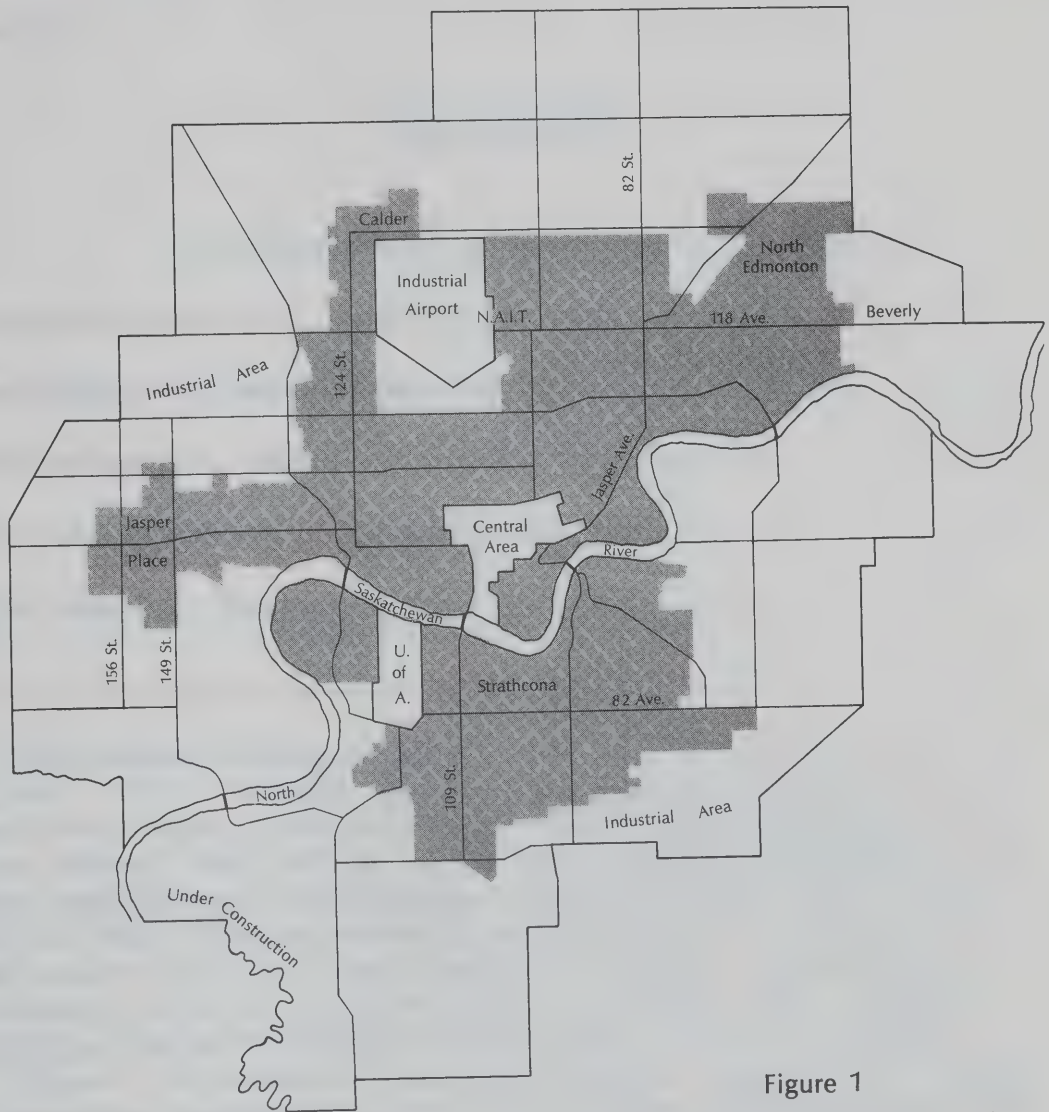 82 St.
Calder
North
Edmonton
Industrial
Airport
N.A.I.T.
118 Ave.
Beverly
Industrial Area
124 St.
Jasper Ave.
Jasper
Place
Central
Area
River
Saskatchewan
156 St.
149 St.
U.
of
A.
Strathcona
82 Ave.
109 St.
North
Industrial Area
Under Construction
Figure 1